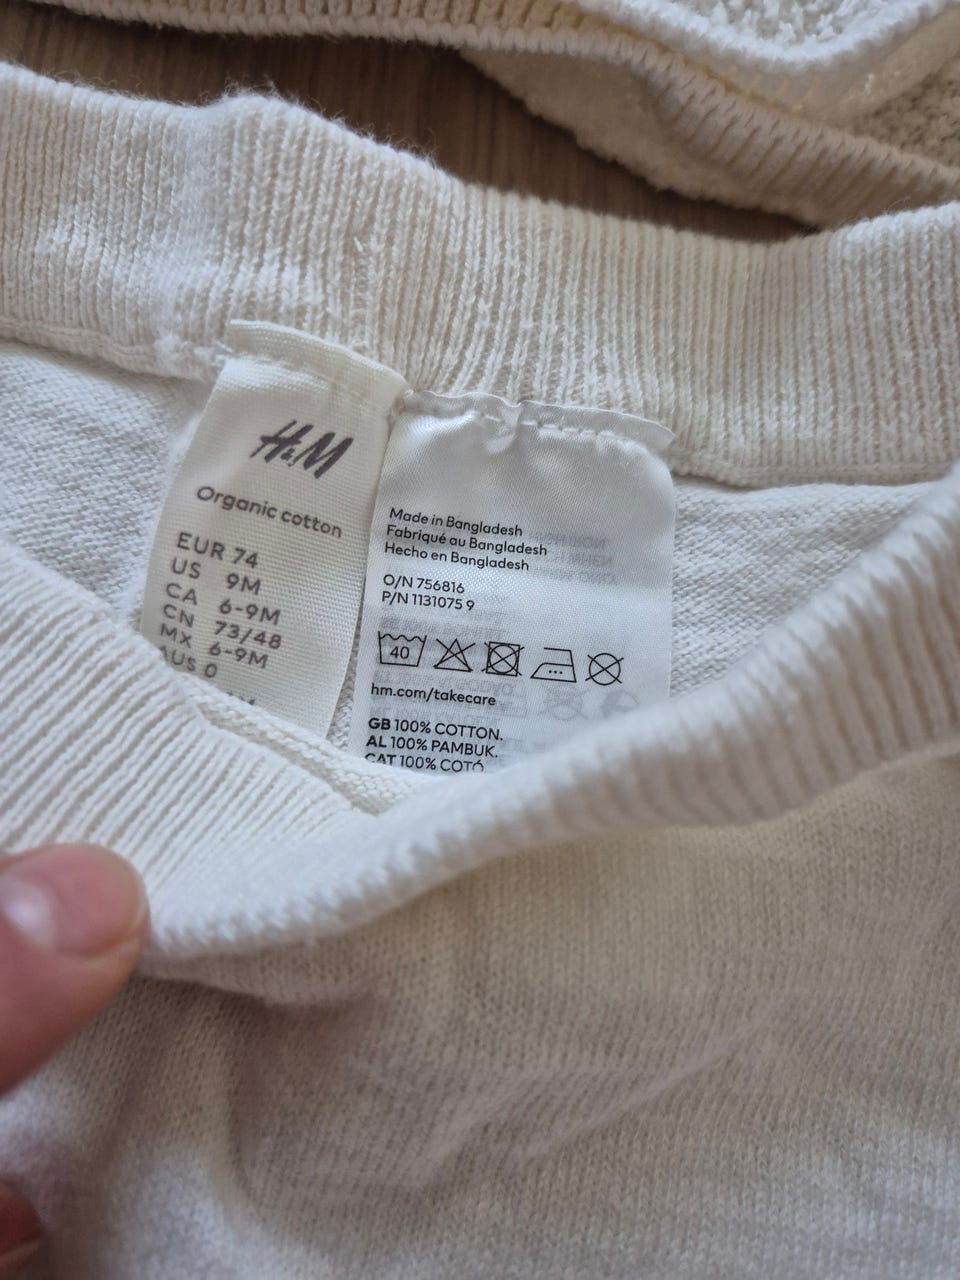 H&M
Organic cotton
EUR 74
US 9M
CA 6-9M
CN 73/48
MX 6-9M
AUS 0
Made in Bangladesh
Fabriqué au Bangladesh
Hecho en Bangladesh
O/N 756816
P/N 1131075 9
40
hm.com/takecare
GB 100% COTTON.
AL 100% PAMBUK.
CAT 100% COTÓ.